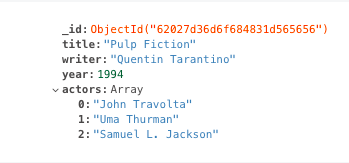 _id: ObjectId("62027d36d6f684831d565656")
title: "Pulp Fiction"
writer: "Quentin Tarantino"
year: 1994
actors: Array
0: "John Travolta"
1: "Uma Thurman"
2: "Samuel L. Jackson"